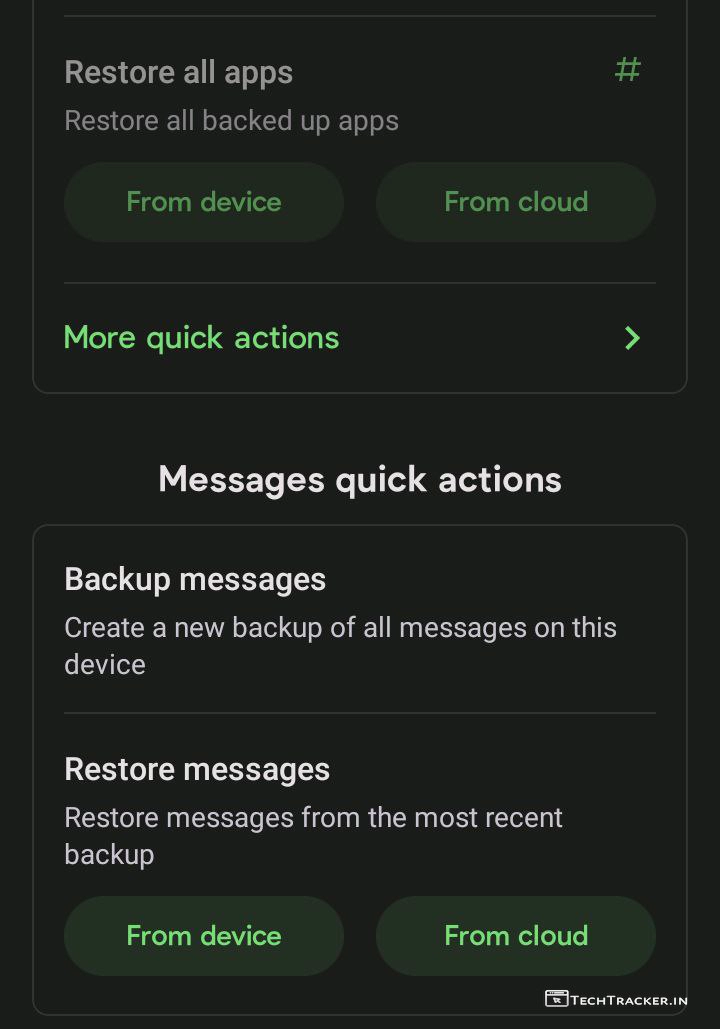 Restore all apps
#
Restore all backed up apps
From device
From cloud
More quick actions
Messages quick actions
Backup messages
Create a new backup of all messages on this
device
Restore messages
Restore messages from the most recent
backup
From device
From cloud
TECHTRACKER.IN